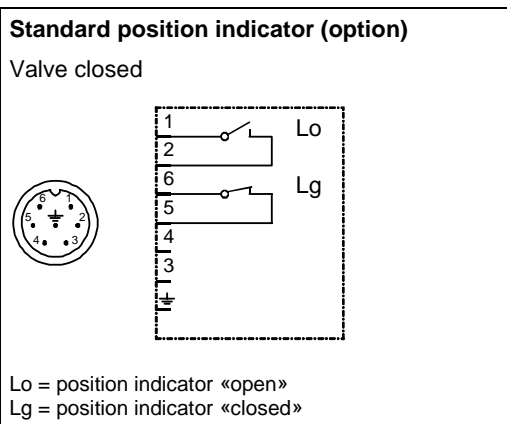 Standard position indicator (option)
Valve closed
1
Lo
2
6
Lg
5
4
3
6 1
5 2
4 3
Lo = position indicator «open»
Lg = position indicator «closed»